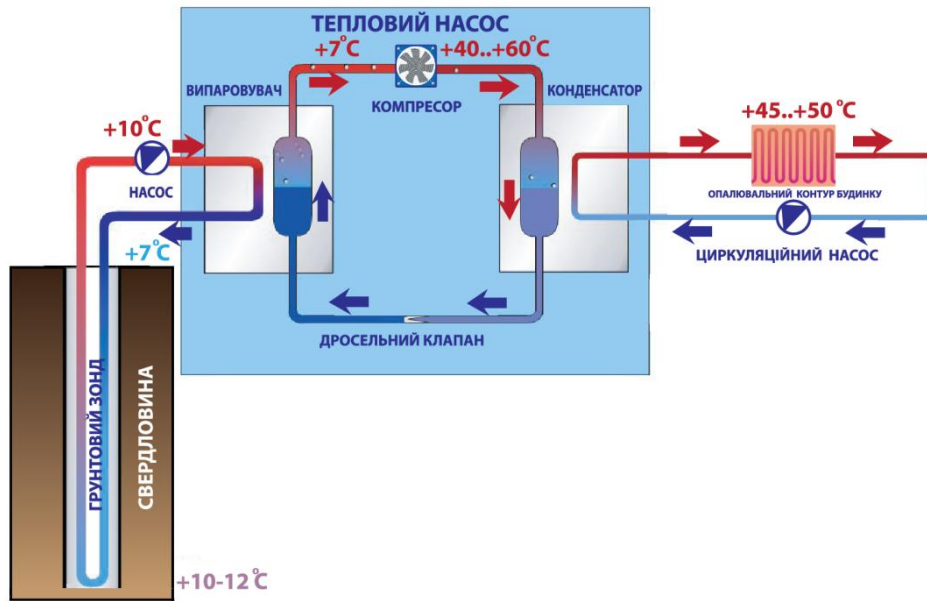 ТЕПЛОВИЙ НАСОС
+7°C
+40..+60°C
ВИПАРОВУВАЧ
КОМПРЕСОР
КОНДЕНСАТОР
+10°C
+45..+50 °C
НАСОС
ОПАЛЮВАЛЬНИЙ КОНТУР БУДИНКУ
+7°C
ЦИРКУЛЯЦІЙНИЙ НАСОС
ДРОСЕЛЬНИЙ КЛАПАН
ГРУНТОВИЙ ЗОНД
СВЕРДЛОВИНА
+10-12°C